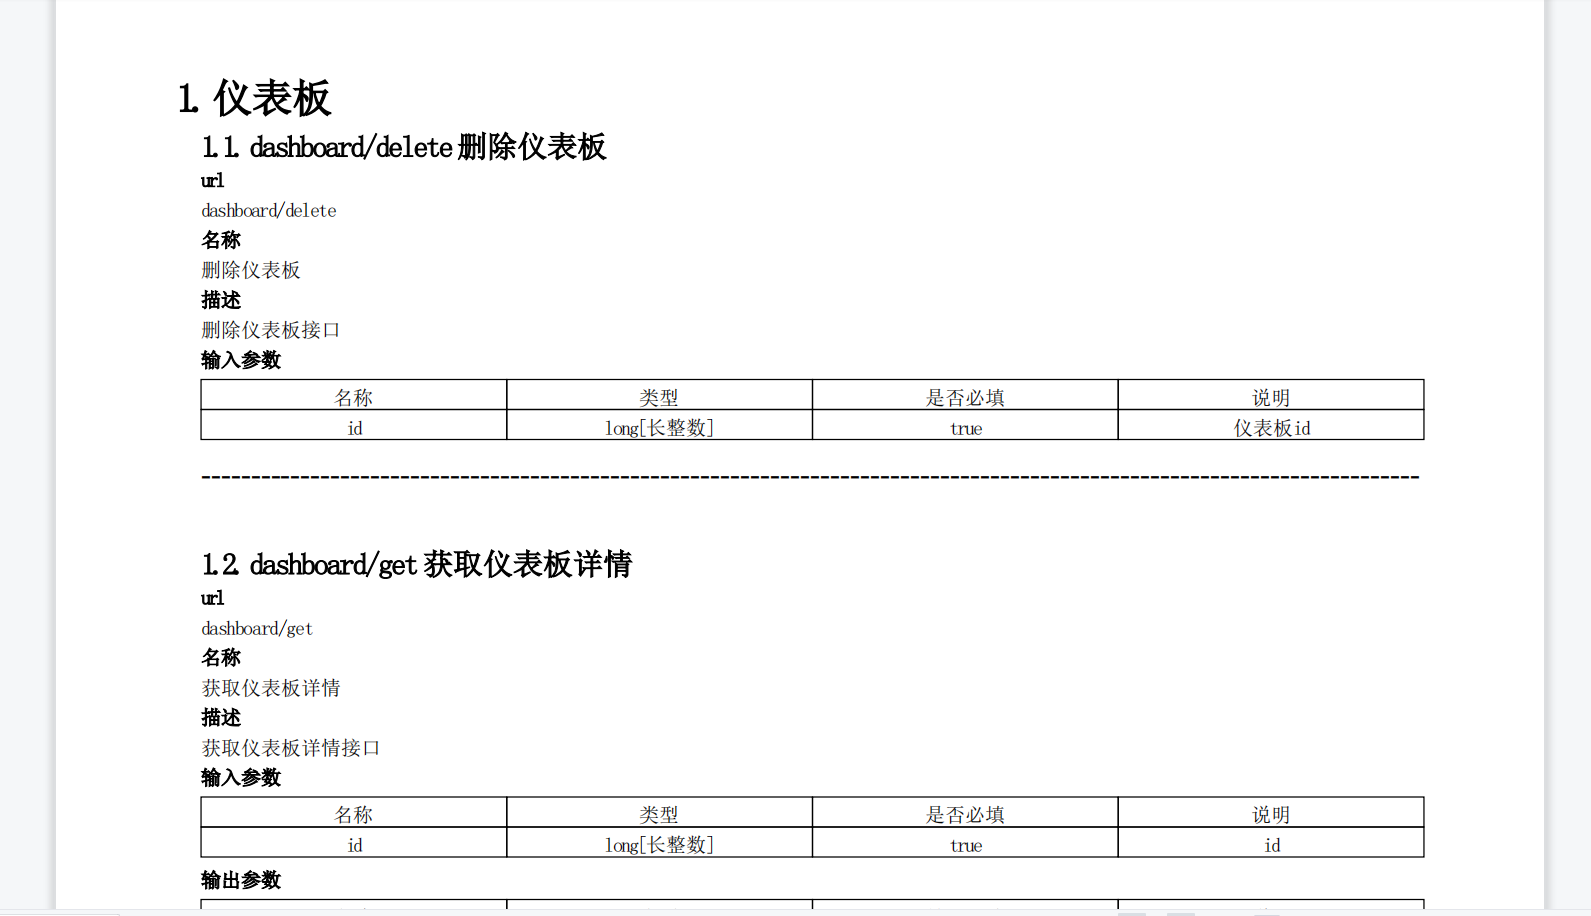 1. 仪表板
1.1. dashboard/delete 删除仪表板
url
dashboard/delete
名称
删除仪表板
描述
删除仪表板接口
输入参数
名称 类型 是否必填 说明
id long[长整数] true 仪表板id
--------------------------------------------------------------------------------------------------------------------------
1.2. dashboard/get 获取仪表板详情
url
dashboard/get
名称
获取仪表板详情
描述
获取仪表板详情接口
输入参数
名称 类型 是否必填 说明
id long[长整数] true id
输出参数